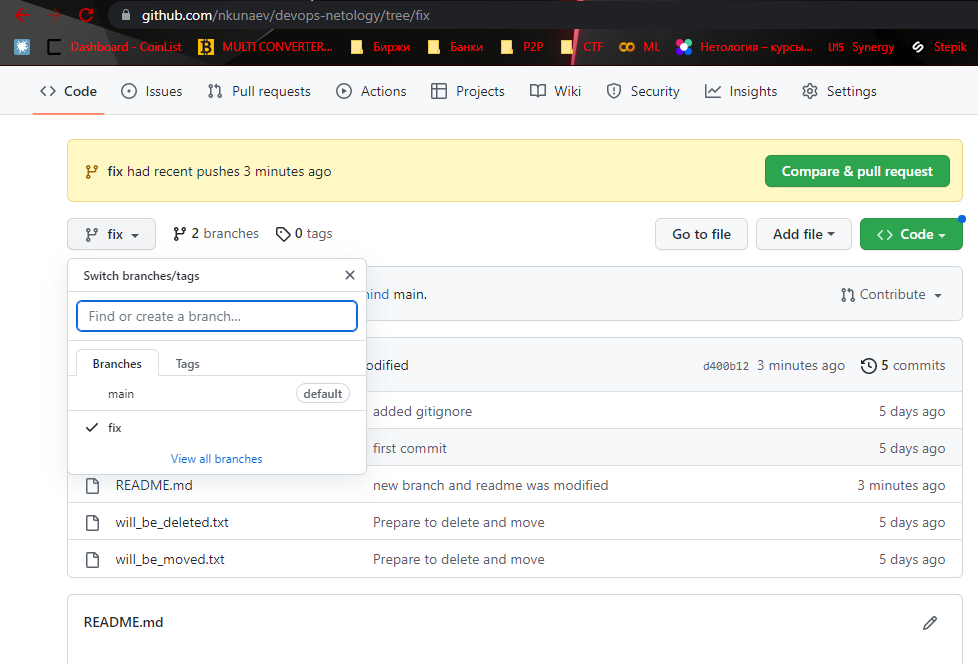 github.com/nkunaev/devops-netology/tree/fix
Dashboard - CoinList MULTI CONVERTER... Биржи Банки P2P CTF ML Нетология – курсы... LMS Synergy Stepik
Code Issues Pull requests Actions Projects Wiki Security Insights Settings
fix had recent pushes 3 minutes ago Compare & pull request
fix 2 branches 0 tags Go to file Add file Code
Switch branches/tags
main. Contribute
Find or create a branch...
Branches Tags
d400b12 3 minutes ago 5 commits
main default
added gitignore 5 days ago
fix
first commit 5 days ago
View all branches
README.md new branch and readme was modified 3 minutes ago
will_be_deleted.txt Prepare to delete and move 5 days ago
will_be_moved.txt Prepare to delete and move 5 days ago
README.md